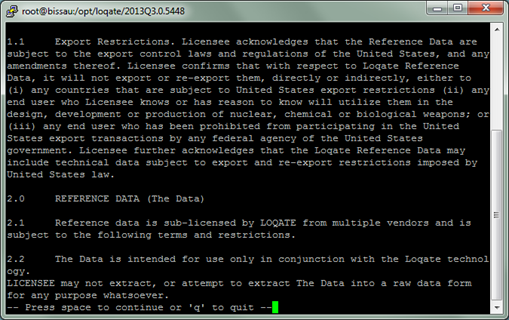 root@bissau:/opt/loqate/2013Q3.0.5448
1.1 Export Restrictions. Licensee acknowledges that the Reference Data are
subject to the export control laws and regulations of the United States, and any
amendments thereof. Licensee confirms that with respect to Loqate Reference
Data, it will not export or re-export them, directly or indirectly, either to
(i) any countries that are subject to United States export restrictions (ii) any
end user who Licensee knows or has reason to know will utilize them in the
design, development or production of nuclear, chemical or biological weapons; or
(iii) any end user who has been prohibited from participating in the United
States export transactions by any federal agency of the United States
government. Licensee further acknowledges that the Loqate Reference Data may
include technical data subject to export and re-export restrictions imposed by
United States law.
2.0 REFERENCE DATA (The Data)
2.1 Reference data is sub-licensed by LOQATE from multiple vendors and is
subject to the following terms and restrictions.
2.2 The Data is intended for use only in conjunction with the Loqate technol
ogy.
LICENSEE may not extract, or attempt to extract The Data into a raw data form
for any purpose whatsoever.
-- Press space to continue or 'q' to quit --